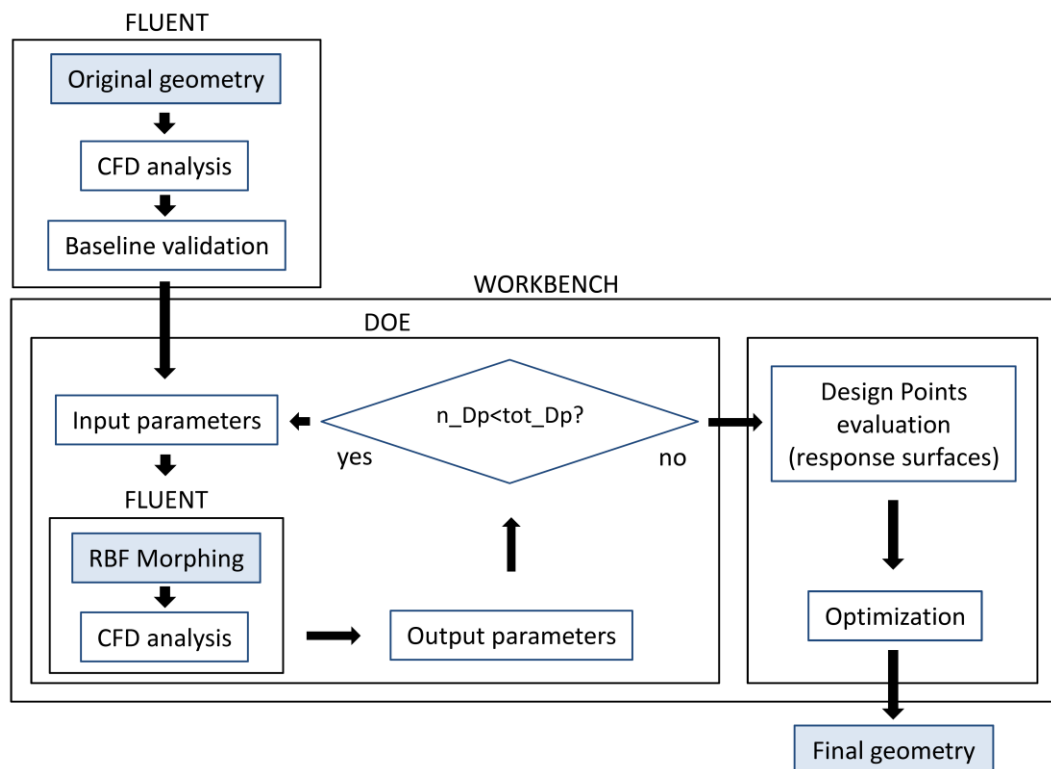 FLUENT
Original geometry
CFD analysis
Baseline validation
WORKBENCH
DOE
Input parameters
n_Dp<tot_Dp?
yes
no
FLUENT
RBF Morphing
CFD analysis
Output parameters
Design Points
evaluation
(response surfaces)
Optimization
Final geometry